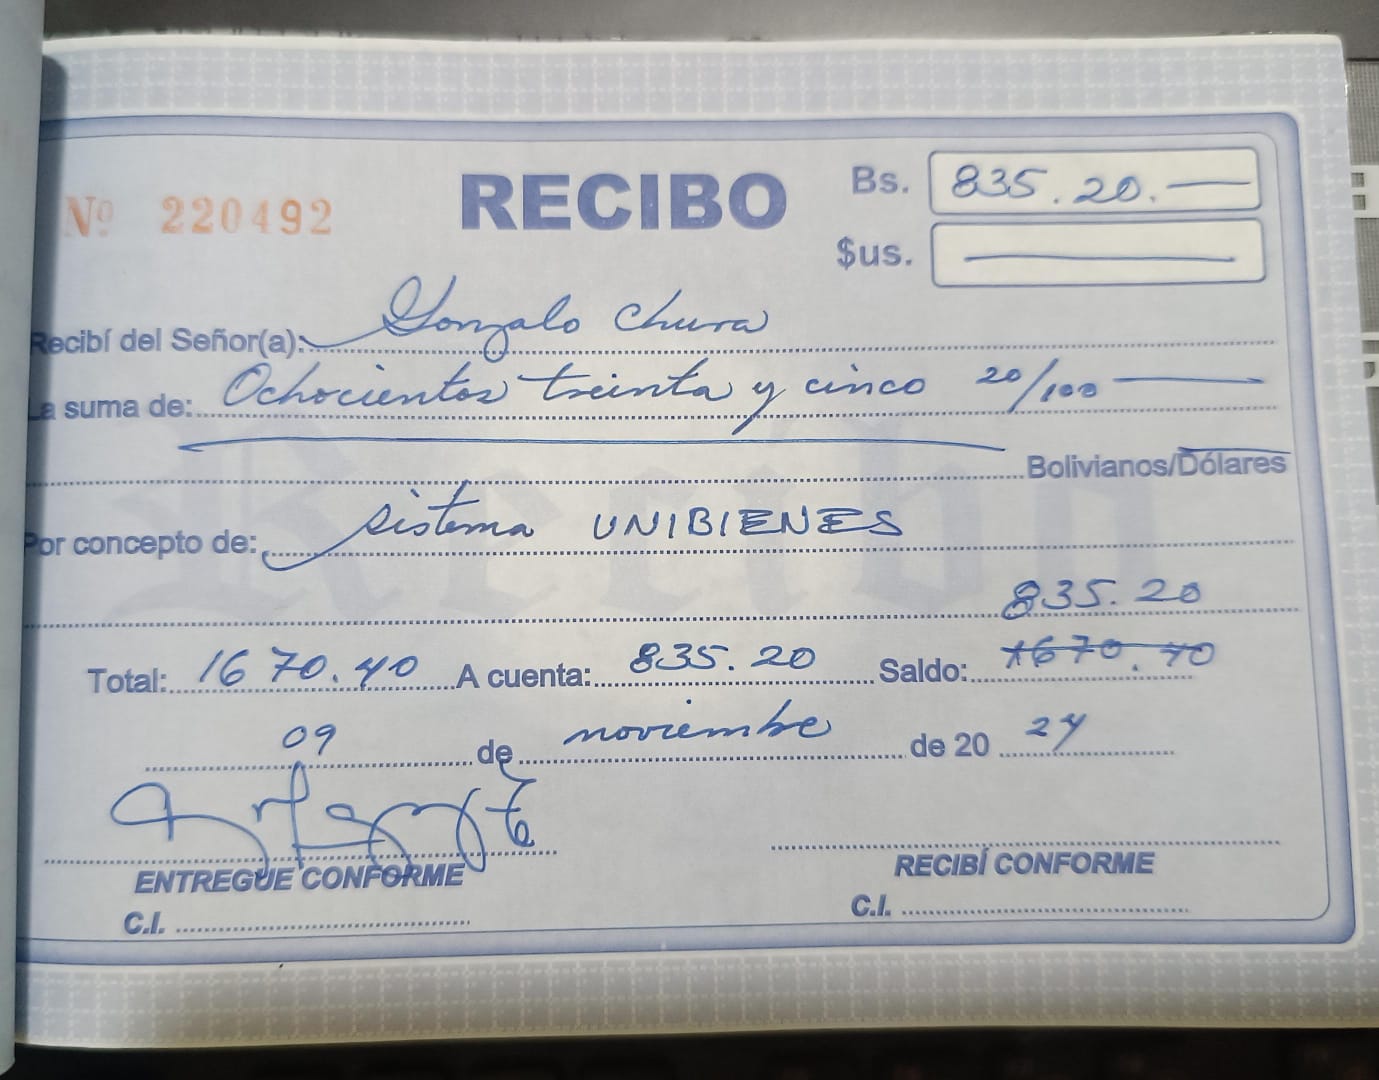 Nº 220492
RECIBO
Bs. 835.20.
$us.
Recibí del Señor(a): Gonzalo Chura
La suma de: Ochocientos treinta y cinco 20/100
Bolivianos/Dólares
Por concepto de: sistema UNIBIENES
835.20
Total: 1670.40 A cuenta: 835.20 Saldo: 1670.40
09 de noviembre de 20 24
ENTREGUE CONFORME
RECIBÍ CONFORME
C.I.
C.I.
Recibo